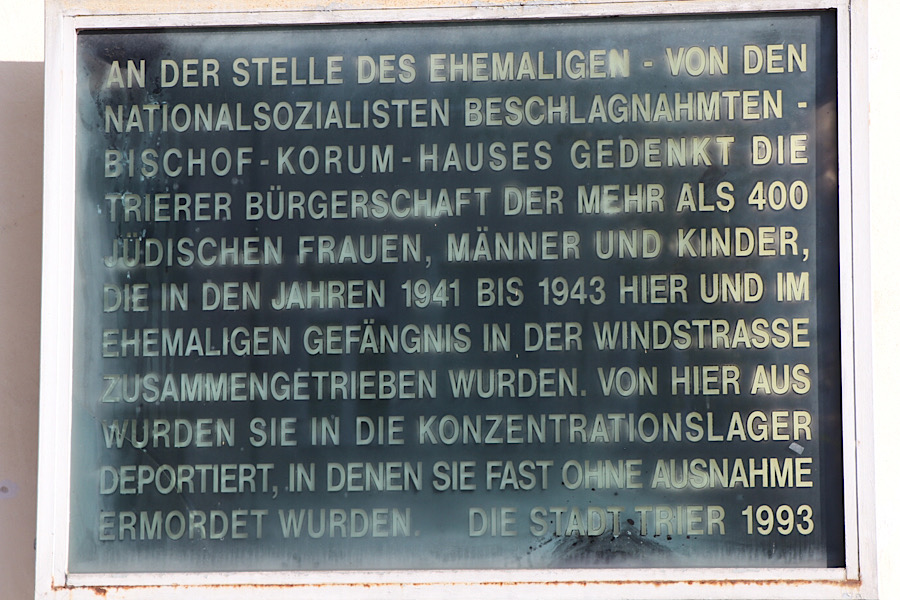 AN DER STELLE DES EHEMALIGEN - VON DEN
NATIONALSOZIALISTEN BESCHLAGNAHMTEN -
BISCHOF-KORUM-HAUSES GEDENKT DIE
TRIERER BÜRGERSCHAFT DER MEHR ALS 400
JÜDISCHEN FRAUEN, MÄNNER UND KINDER,
DIE IN DEN JAHREN 1941 BIS 1943 HIER UND IM
EHEMALIGEN GEFÄNGNIS IN DER WINDSTRASSE
ZUSAMMENGETRIEBEN WURDEN. VON HIER AUS
WURDEN SIE IN DIE KONZENTRATIONSLAGER
DEPORTIERT, IN DENEN SIE FAST OHNE AUSNAHME
ERMORDET WURDEN. DIE STADT TRIER 1993